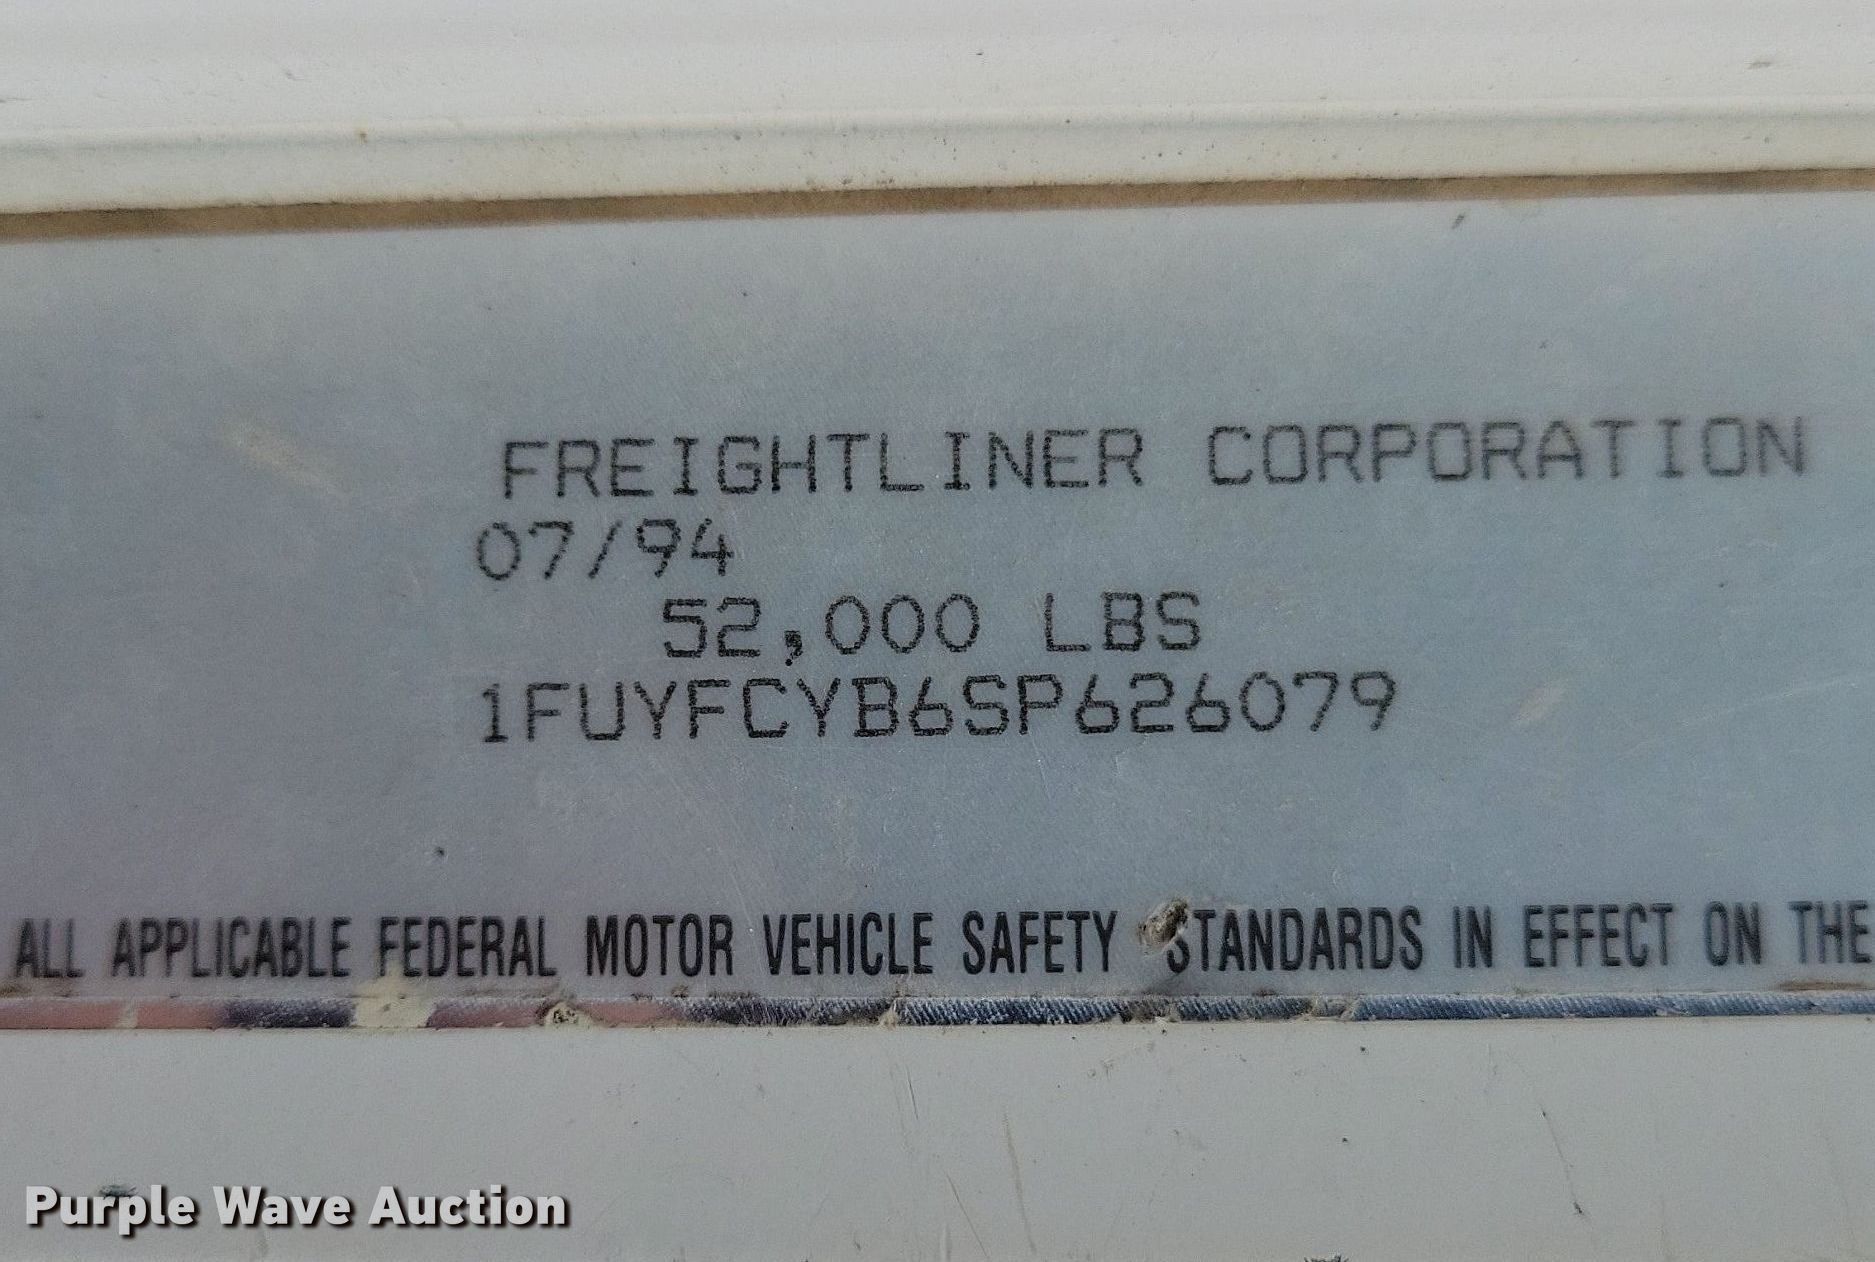 FREIGHTLINER CORPORATION
07/94
52,000 LBS
1FUYFCYB6SP626079
ALL APPLICABLE FEDERAL MOTOR VEHICLE SAFETY STANDARDS IN EFFECT ON THE
Purple Wave Auction